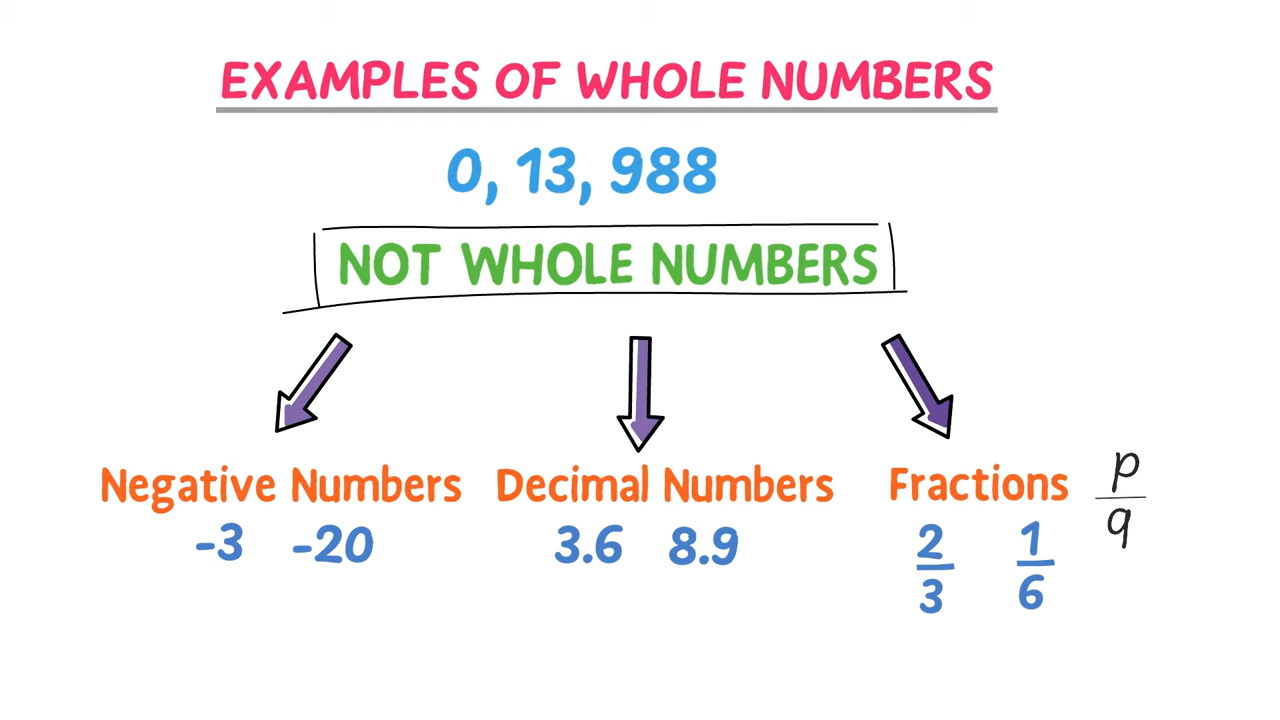 EXAMPLES OF WHOLE NUMBERS
0, 13, 988
NOT WHOLE NUMBERS
Negative Numbers
-3 -20
Decimal Numbers
3.6 8.9
Fractions p/q
2/3 1/6